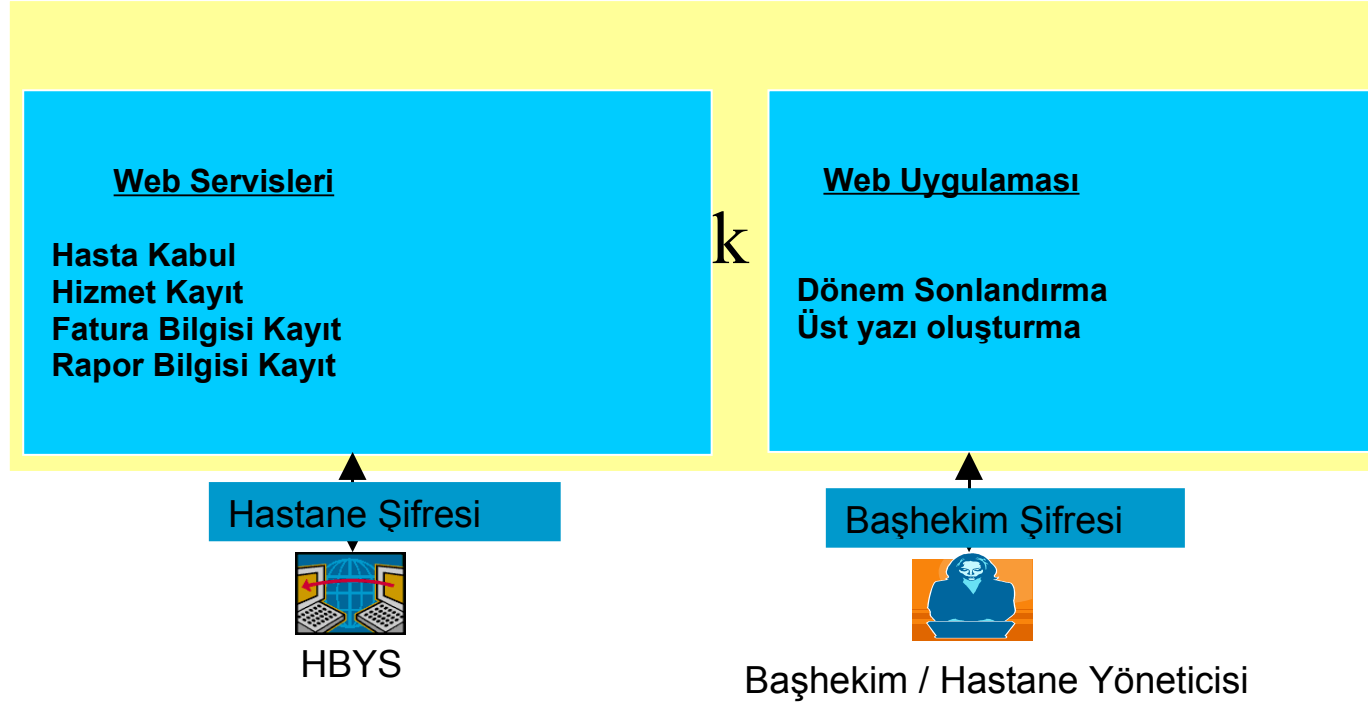 Web Servisleri
Hasta Kabul
Hizmet Kayıt
Fatura Bilgisi Kayıt
Rapor Bilgisi Kayıt
k
Web Uygulaması
Dönem Sonlandırma
Üst yazı oluşturma
Hastane Şifresi
Başhekim Şifresi
HBYS
Başhekim / Hastane Yöneticisi